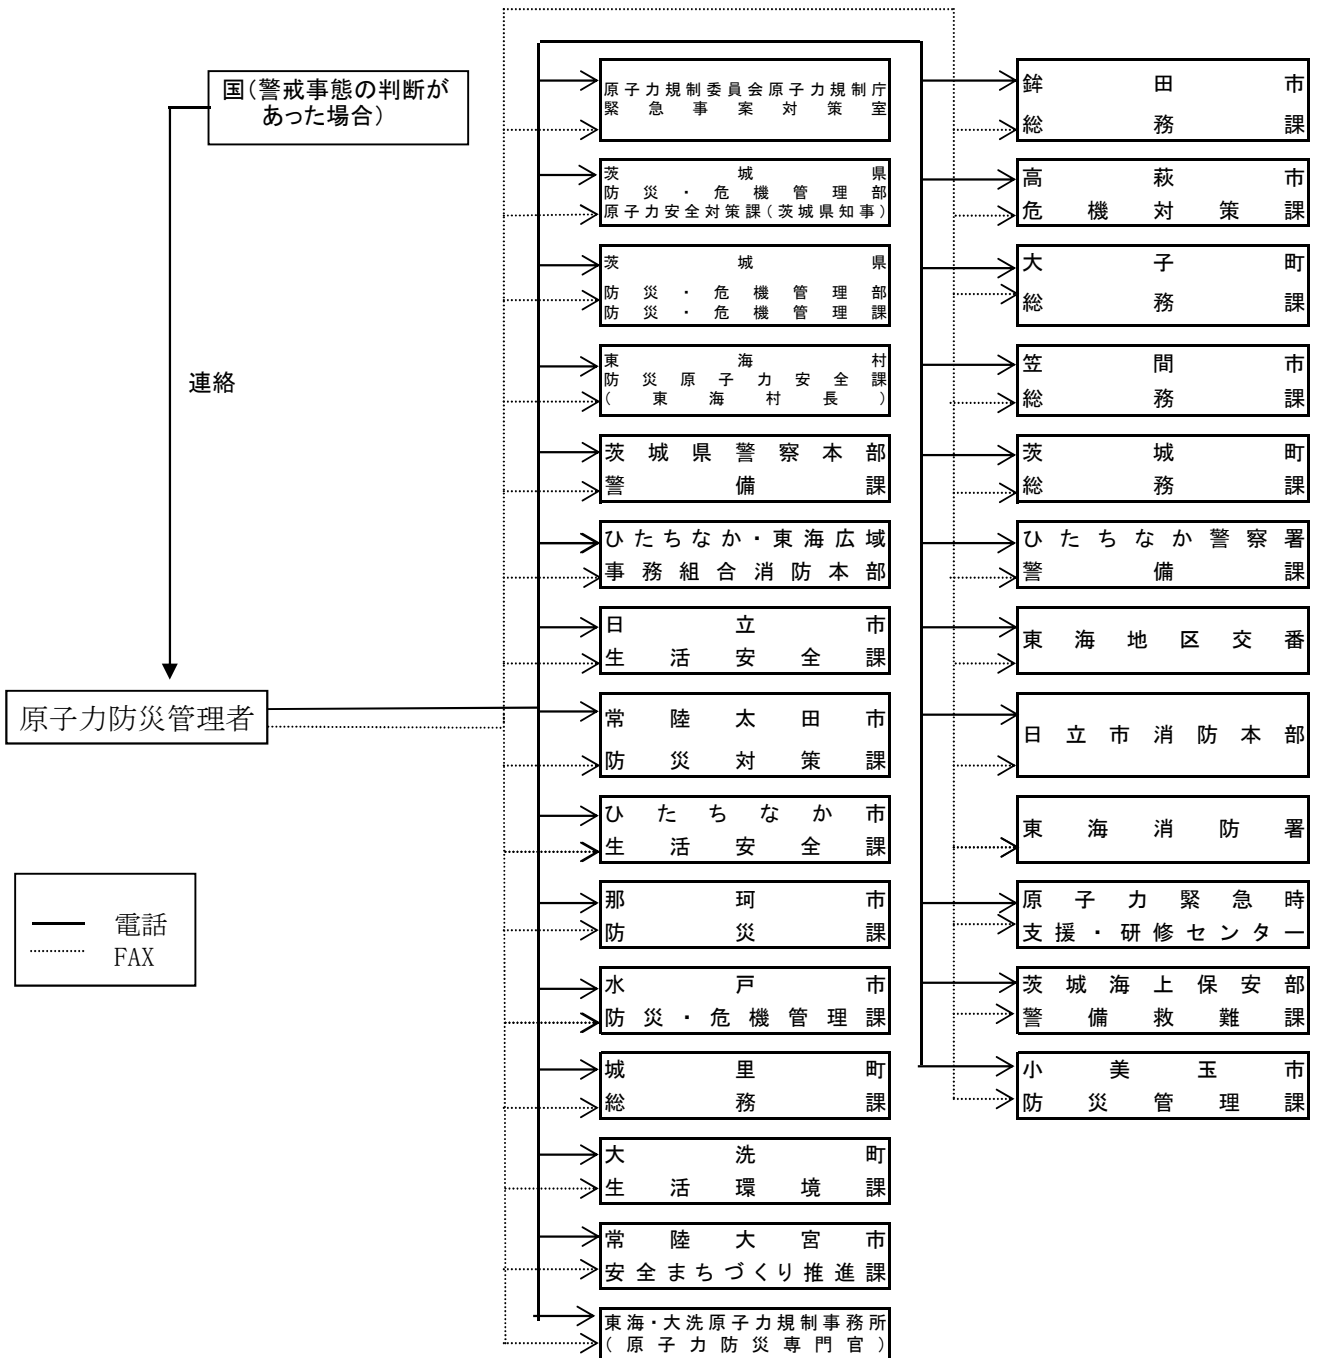 国(警戒事態の判断が
あった場合)
連絡
原子力防災管理者
電話
FAX
原子力規制委員会原子力規制庁
緊急事案対策室
茨城県
防災・危機管理部
原子力安全対策課(茨城県知事)
茨城県
防災・危機管理部
防災・危機管理課
東海村
防災原子力安全課
(東海村長)
茨城県警察本部
警備課
ひたちなか・東海広域
事務組合消防本部
日立市
生活安全課
常陸太田市
防災対策課
ひたちなか市
生活安全課
那珂市
防災課
水戸市
防災・危機管理課
城里町
総務課
大洗町
生活環境課
常陸大宮市
安全まちづくり推進課
東海・大洗原子力規制事務所
(原子力防災専門官)
鉾田市
総務課
高萩市
危機対策課
大子町
総務課
笠間市
総務課
茨城町
総務課
ひたちなか警察署
警備課
東海地区交番
日立市消防本部
東海消防署
原子力緊急時
支援・研修センター
茨城海上保安部
警備救難課
小美玉市
防災管理課